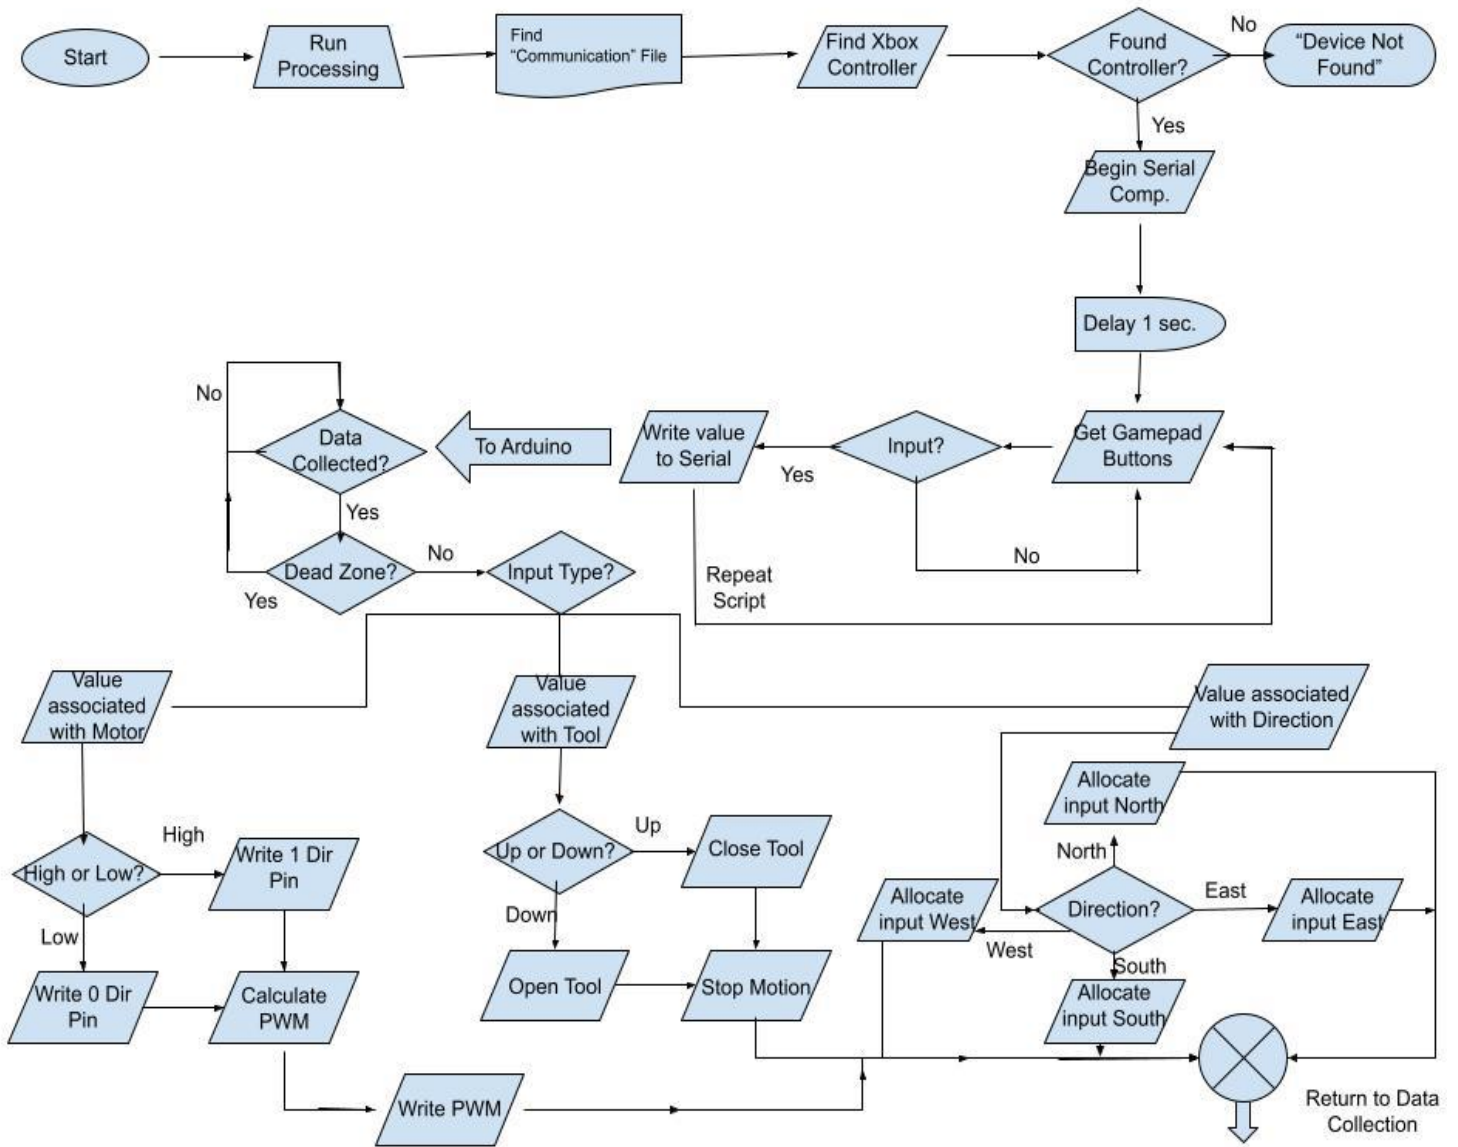 Start
Run
Processing
Find
“Communication” File
Find Xbox
Controller
Found
Controller?
No
“Device Not
Found”
Yes
Begin Serial
Comp.
Delay 1 sec.
Get Gamepad
Buttons
Input?
Yes
No
Write value
to Serial
Repeat
Script
To Arduino
Data
Collected?
No
Yes
Dead Zone?
Yes
No
Input Type?
Value
associated
with Motor
High or Low?
High
Write 1 Dir
Pin
Low
Write 0 Dir
Pin
Calculate
PWM
Write PWM
Value
associated
with Tool
Up or Down?
Up
Close Tool
Down
Open Tool
Stop Motion
Value associated
with Direction
Allocate
input North
North
Direction?
East
Allocate
input East
West
Allocate
input West
South
Allocate
input South
Return to Data
Collection